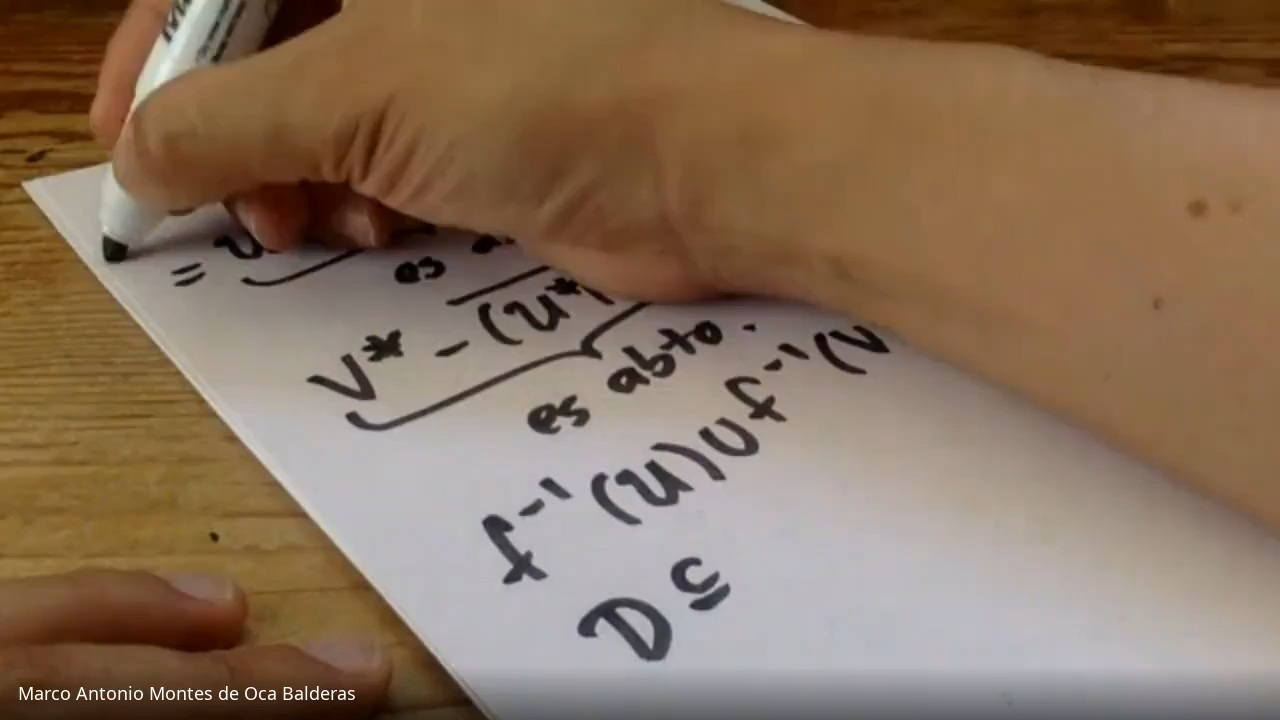 =
es
V* - (U*)
es abto.
f⁻¹(U) ∪ f⁻¹(V
D ⊆
Marco Antonio Montes de Oca Balderas